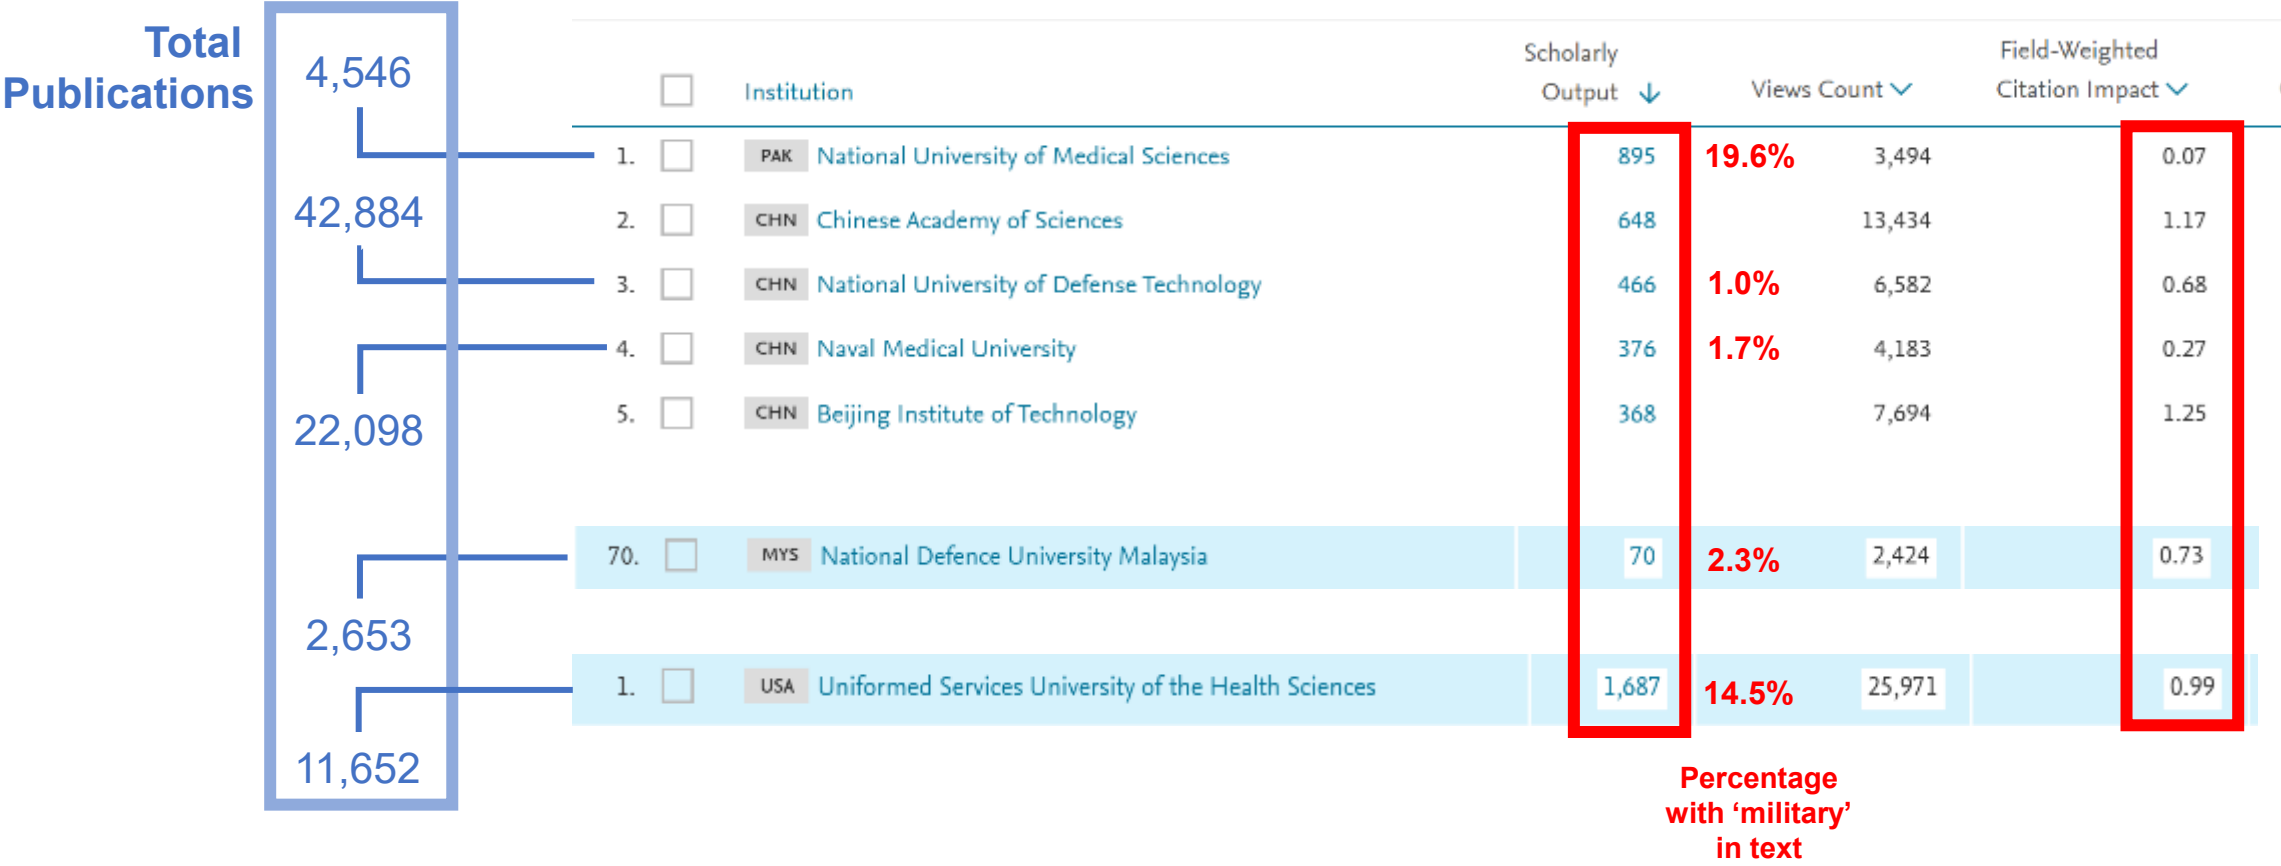 Total
Publications
4,546
42,884
22,098
2,653
11,652
Institution
Scholarly
Output
Views Count
Field-Weighted
Citation Impact
1. PAK National University of Medical Sciences 895 19.6% 3,494 0.07
2. CHN Chinese Academy of Sciences 648 13,434 1.17
3. CHN National University of Defense Technology 466 1.0% 6,582 0.68
4. CHN Naval Medical University 376 1.7% 4,183 0.27
5. CHN Beijing Institute of Technology 368 7,694 1.25
70. MYS National Defence University Malaysia 70 2.3% 2,424 0.73
1. USA Uniformed Services University of the Health Sciences 1,687 14.5% 25,971 0.99
Percentage
with ‘military’
in text